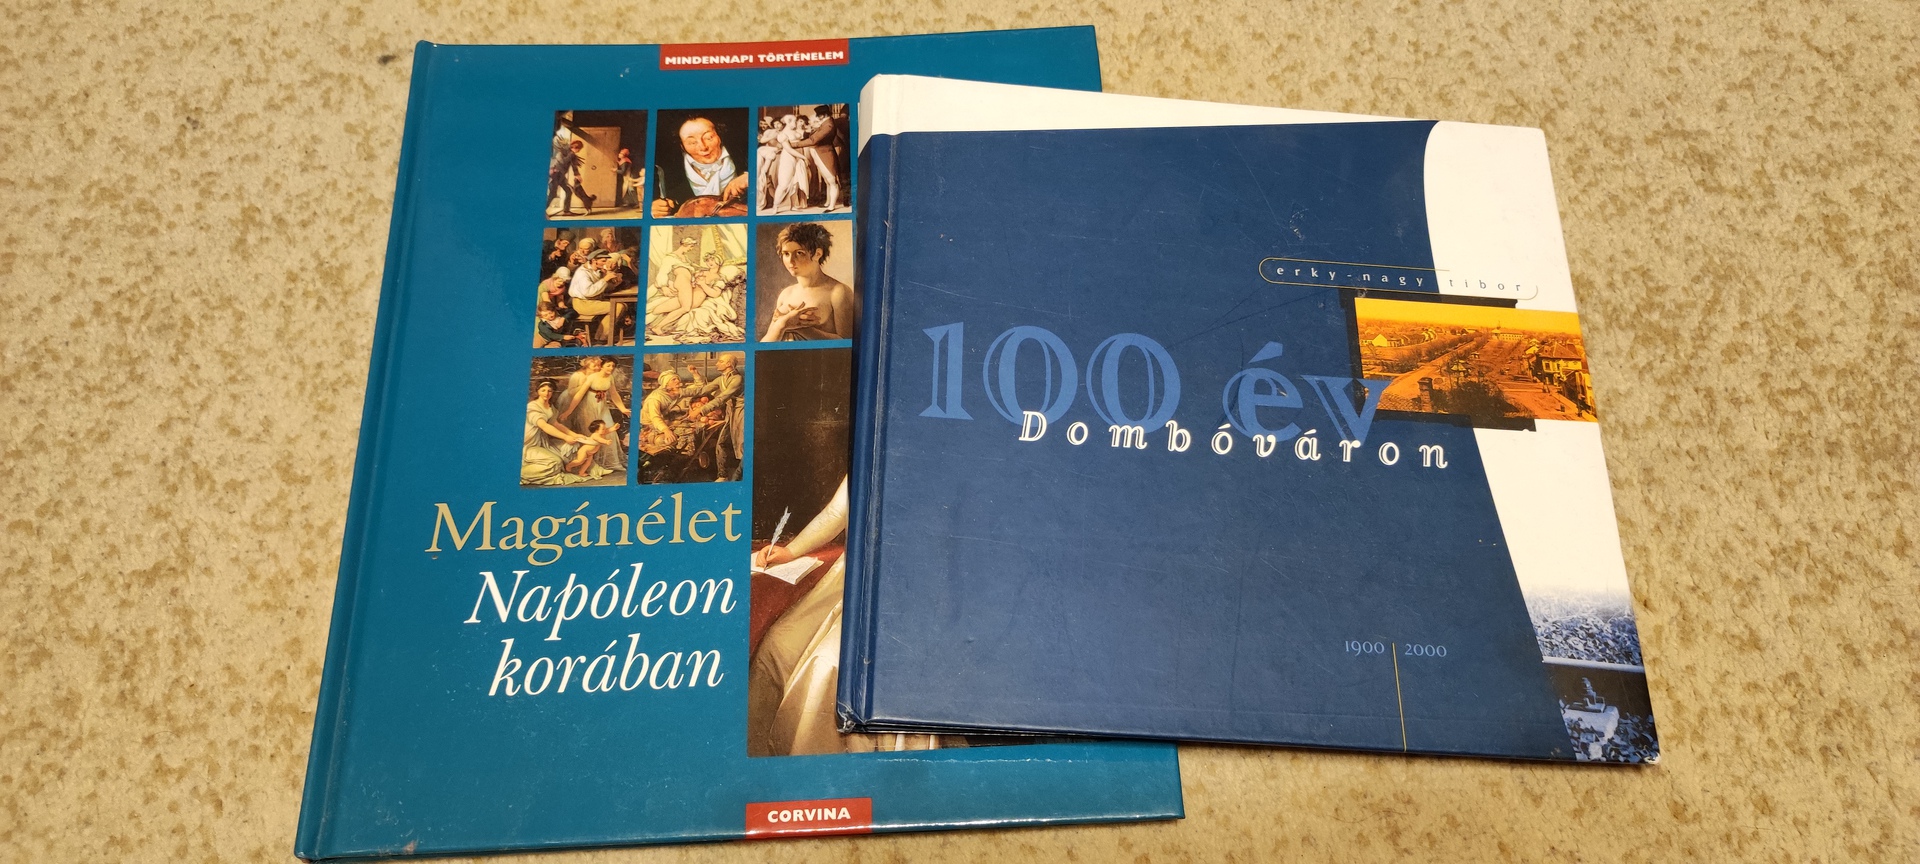 MINDENNAPI TÖRTÉNELEM
Magánélet
Napóleon
korában
CORVINA
erky-nagy tibor
100 év
Dombóváron
1900 2000